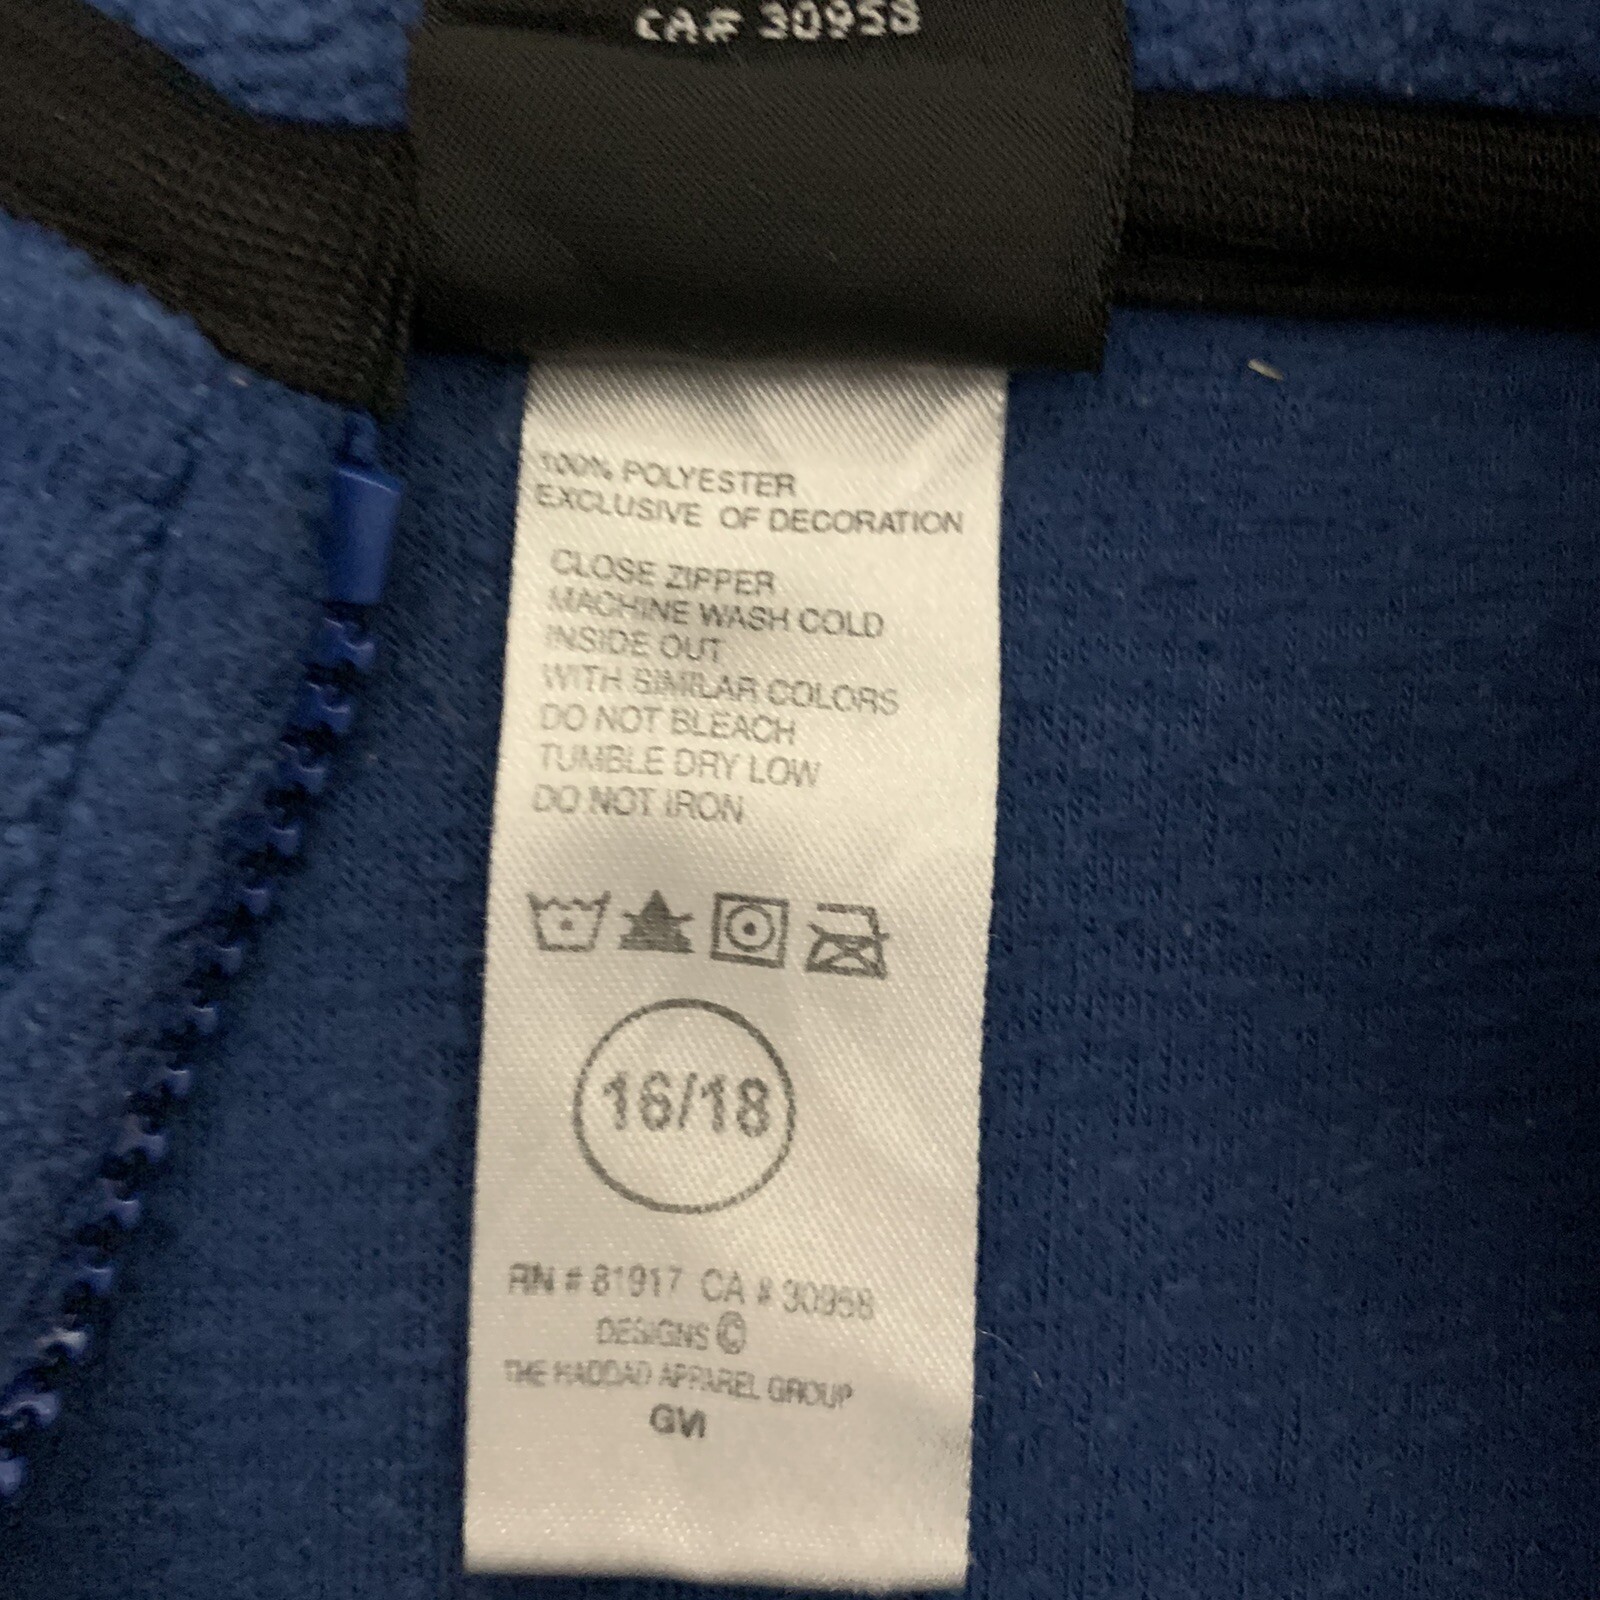 CA# 30958
100% POLYESTER
EXCLUSIVE OF DECORATION
CLOSE ZIPPER
MACHINE WASH COLD
INSIDE OUT
WITH SIMILAR COLORS
DO NOT BLEACH
TUMBLE DRY LOW
DO NOT IRON
16/18
RN # 81917 CA # 30958
DESIGNS ©
THE HADDAD APPAREL GROUP
GVI